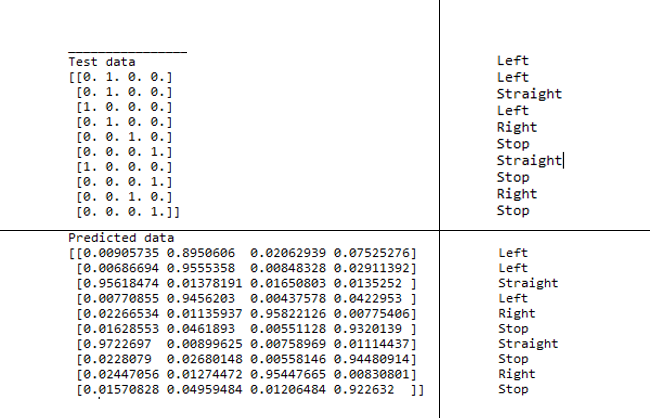 Test data
[[0. 1. 0. 0.] Left
[0. 1. 0. 0.] Left
[1. 0. 0. 0.] Straight
[0. 1. 0. 0.] Left
[0. 0. 1. 0.] Right
[0. 0. 0. 1.] Stop
[1. 0. 0. 0.] Straight
[0. 0. 0. 1.] Stop
[0. 0. 1. 0.] Right
[0. 0. 0. 1.]] Stop
Predicted data
[[0.00905735 0.8950606 0.02062939 0.07525276] Left
[0.00686694 0.9555358 0.00848328 0.02911392] Left
[0.95618474 0.01378191 0.01650803 0.0135252 ] Straight
[0.00770855 0.9456203 0.00437578 0.0422953 ] Left
[0.02266534 0.01135937 0.95822126 0.00775406] Right
[0.01628553 0.0461893 0.00551128 0.9320139 ] Stop
[0.9722697 0.00899625 0.00758969 0.01114437] Straight
[0.0228079 0.02680148 0.00558146 0.94480914] Stop
[0.02447056 0.01274472 0.95447665 0.00830801] Right
[0.01570828 0.04959484 0.01206484 0.922632 ]] Stop